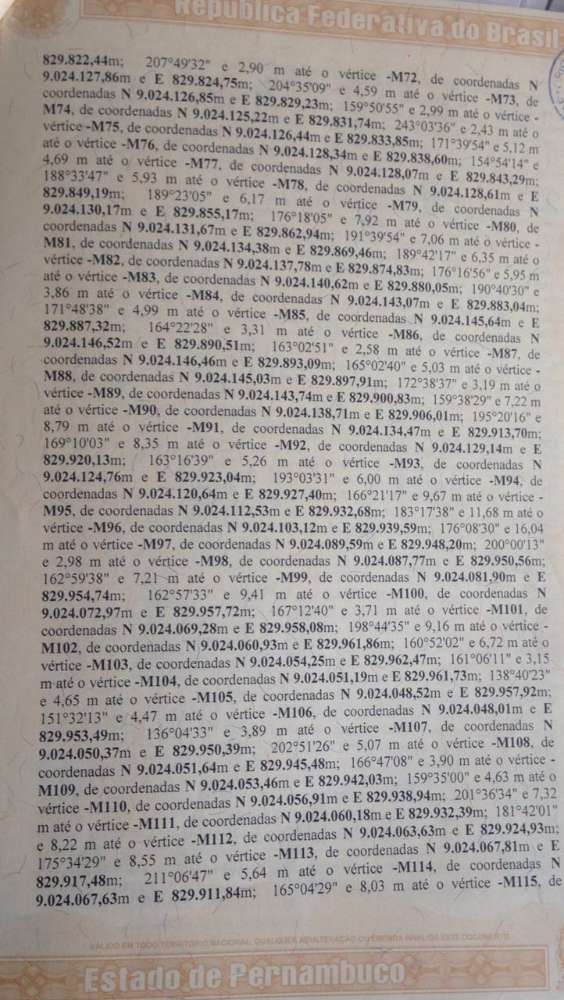 República Federativa do Brasil
829.822,44m; 207°49'32" e 2,90 m até o vértice -M72, de coordenadas N
9.024.127,86m e E 829.824,75m; 204°35'09" e 4,59 m até o vértice -M73, de
coordenadas N 9.024.126,85m e E 829.829,23m; 159°50'55" e 2,99 m até o vértice -
M74, de coordenadas N 9.024.125,22m e E 829.831,74m; 243°03'36" e 2,43 m até o
vértice -M75, de coordenadas N 9.024.126,44m e E 829.833,85m; 171°39'54" e 5,12 m
até o vértice -M76, de coordenadas N 9.024.128,34m e E 829.838,60m; 154°54'14" e
4,69 m até o vértice -M77, de coordenadas N 9.024.128,07m e E 829.843,29m;
188°33'47" e 5,93 m até o vértice -M78, de coordenadas N 9.024.128,61m e E
829.849,19m; 189°23'05" e 6,17 m até o vértice -M79, de coordenadas N
9.024.130,17m e E 829.855,17m; 176°18'05" e 7,92 m até o vértice -M80, de
coordenadas N 9.024.131,67m e E 829.862,94m; 191°39'54" e 7,06 m até o vértice -
M81, de coordenadas N 9.024.134,38m e E 829.869,46m; 189°42'17" e 6,35 m até o
vértice -M82, de coordenadas N 9.024.137,78m e E 829.874,83m; 176°16'56" e 5,95 m
até o vértice -M83, de coordenadas N 9.024.140,62m e E 829.880,05m; 190°40'30" e
3,86 m até o vértice -M84, de coordenadas N 9.024.143,07m e E 829.883,04m;
171°48'38" e 4,99 m até o vértice -M85, de coordenadas N 9.024.145,64m e E
829.887,32m; 164°22'28" e 3,31 m até o vértice -M86, de coordenadas N
9.024.146,52m e E 829.890,51m; 163°02'51" e 2,58 m até o vértice -M87, de
coordenadas N 9.024.146,46m e E 829.893,09m; 165°02'40" e 5,03 m até o vértice -
M88, de coordenadas N 9.024.145,03m e E 829.897,91m; 172°38'37" e 3,19 m até o
vértice -M89, de coordenadas N 9.024.143,74m e E 829.900,83m; 159°38'29" e 7,22 m
até o vértice -M90, de coordenadas N 9.024.138,71m e E 829.906,01m; 195°20'16" e
8,79 m até o vértice -M91, de coordenadas N 9.024.134,47m e E 829.913,70m;
169°10'03" e 8,35 m até o vértice -M92, de coordenadas N 9.024.129,14m e E
829.920,13m; 163°16'39" e 5,26 m até o vértice -M93, de coordenadas N
9.024.124,76m e E 829.923,04m; 193°03'31" e 6,00 m até o vértice -M94, de
coordenadas N 9.024.120,64m e E 829.927,40m; 166°21'17" e 9,67 m até o vértice -
M95, de coordenadas N 9.024.112,53m e E 829.932,68m; 183°17'38" e 11,68 m até o
vértice -M96, de coordenadas N 9.024.103,12m e E 829.939,59m; 176°08'30" e 16,04
m até o vértice -M97, de coordenadas N 9.024.089,59m e E 829.948,20m; 200°00'13"
e 2,98 m até o vértice -M98, de coordenadas N 9.024.087,77m e E 829.950,56m;
162°59'38" e 7,21 m até o vértice -M99, de coordenadas N 9.024.081,90m e E
829.954,74m; 162°57'33" e 9,41 m até o vértice -M100, de coordenadas N
9.024.072,97m e E 829.957,72m; 167°12'40" e 3,71 m até o vértice -M101, de
coordenadas N 9.024.069,28m e E 829.958,08m; 198°44'35" e 9,16 m até o vértice -
M102, de coordenadas N 9.024.060,93m e E 829.961,86m; 160°52'02" e 6,72 m até o
vértice -M103, de coordenadas N 9.024.054,25m e E 829.962,47m; 161°06'11" e 3,15
m até o vértice -M104, de coordenadas N 9.024.051,19m e E 829.961,73m; 138°40'23"
e 4,65 m até o vértice -M105, de coordenadas N 9.024.048,52m e E 829.957,92m;
151°32'13" e 4,47 m até o vértice -M106, de coordenadas N 9.024.048,01m e E
829.953,49m; 136°04'33" e 3,89 m até o vértice -M107, de coordenadas N
9.024.050,37m e E 829.950,39m; 202°51'26" e 5,07 m até o vértice -M108, de
coordenadas N 9.024.051,64m e E 829.945,48m; 166°47'08" e 3,90 m até o vértice -
M109, de coordenadas N 9.024.053,46m e E 829.942,03m; 159°35'00" e 4,63 m até o
vértice -M110, de coordenadas N 9.024.056,91m e E 829.938,94m; 201°36'34" e 7,32
m até o vértice -M111, de coordenadas N 9.024.060,18m e E 829.932,39m; 181°42'01"
e 8,22 m até o vértice -M112, de coordenadas N 9.024.063,63m e E 829.924,93m;
175°34'29" e 8,55 m até o vértice -M113, de coordenadas N 9.024.067,81m e E
829.917,48m; 211°06'47" e 5,64 m até o vértice -M114, de coordenadas N
9.024.067,63m e E 829.911,84m; 165°04'29" e 8,03 m até o vértice -M115, de
VÁLIDO EM TODO TERRITÓRIO NACIONAL, QUALQUER ADULTERAÇÃO OU EMENDA INVALIDA ESTE DOCUMENTO.
Estado de Pernambuco